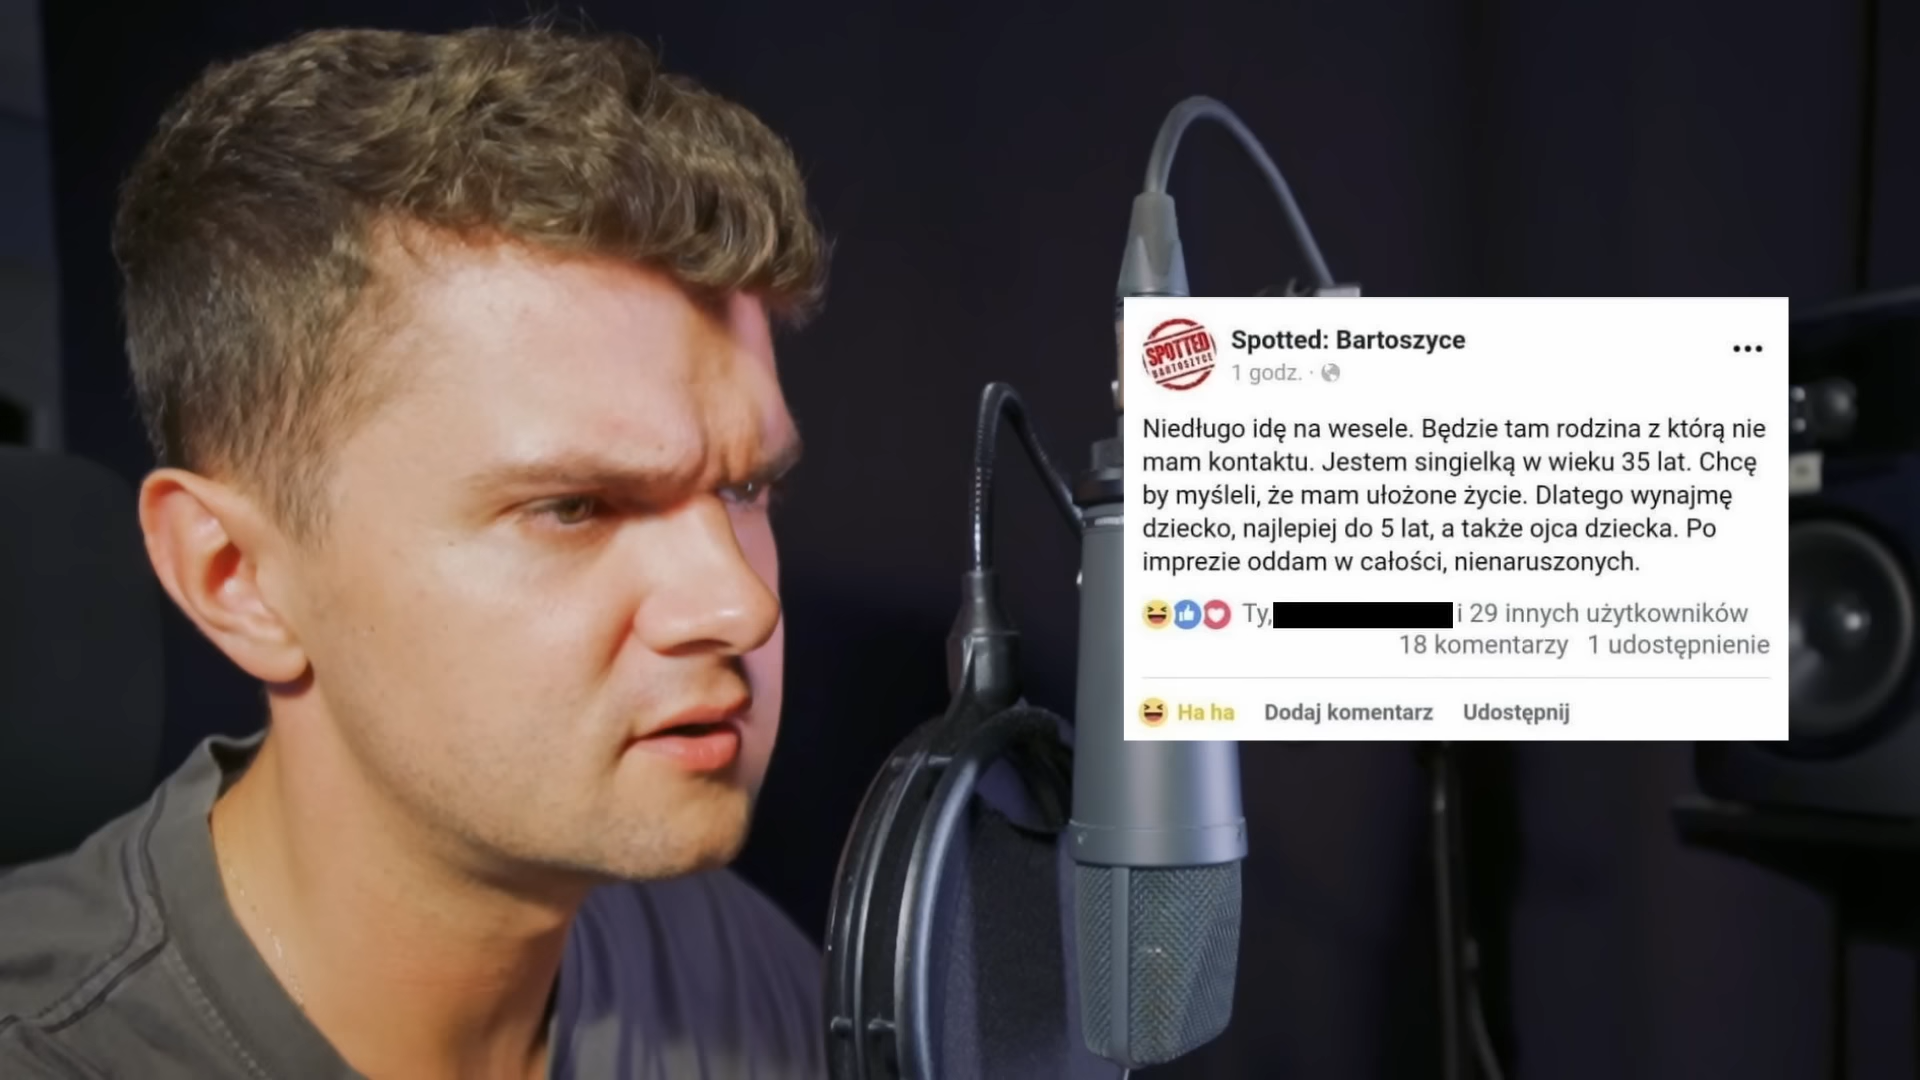 SPOTTED
BARTOSZYCE
Spotted: Bartoszyce
1 godz. ·
Niedługo idę na wesele. Będzie tam rodzina z którą nie
mam kontaktu. Jestem singielką w wieku 35 lat. Chcę
by myśleli, że mam ułożone życie. Dlatego wynajmę
dziecko, najlepiej do 5 lat, a także ojca dziecka. Po
imprezie oddam w całości, nienaruszonych.
Ty, i 29 innych użytkowników
18 komentarzy 1 udostępnienie
Ha ha Dodaj komentarz Udostępnij